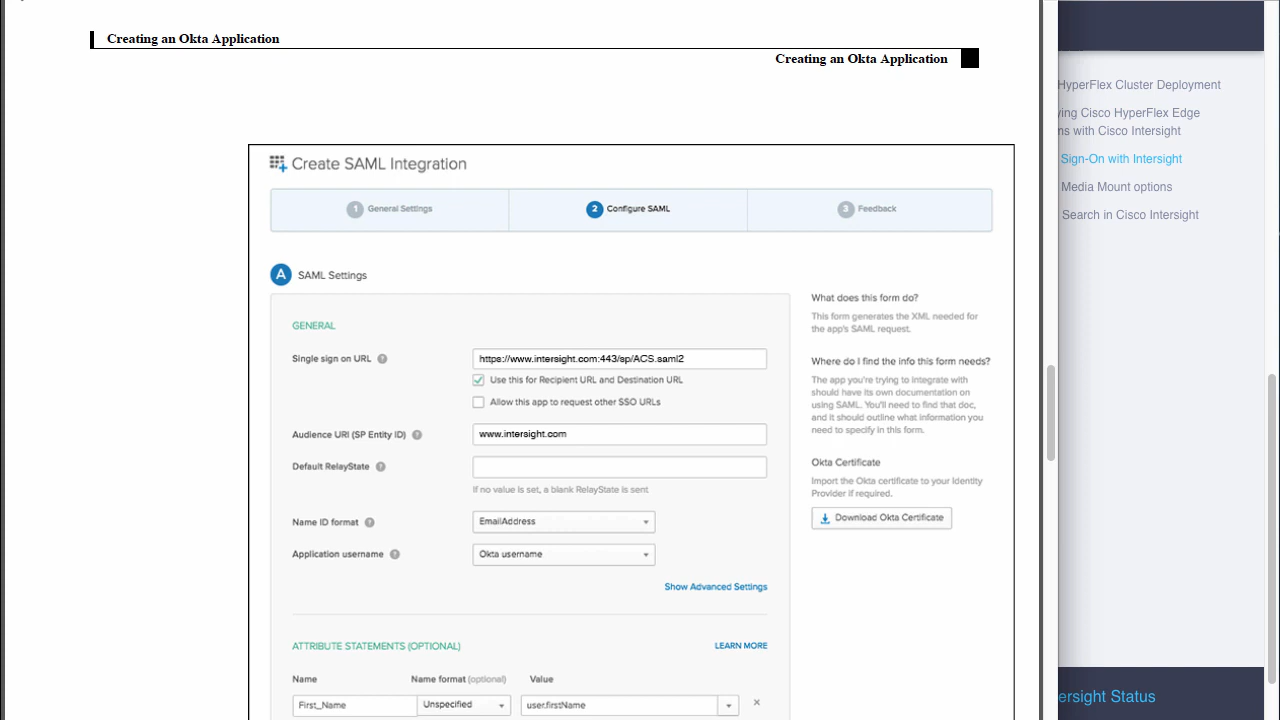 Creating an Okta Application
Creating an Okta Application
Create SAML Integration
1 General Settings
2 Configure SAML
3 Feedback
A SAML Settings
GENERAL
Single sign on URL ?
https://www.intersight.com:443/sp/ACS.saml2
Use this for Recipient URL and Destination URL
Allow this app to request other SSO URLs
Audience URI (SP Entity ID) ?
www.intersight.com
Default RelayState ?
If no value is set, a blank RelayState is sent
Name ID format ?
EmailAddress
Application username ?
Okta username
Show Advanced Settings
ATTRIBUTE STATEMENTS (OPTIONAL)
LEARN MORE
Name
Name format (optional)
Value
First_Name
Unspecified
user.firstName
What does this form do?
This form generates the XML needed for
the app's SAML request.
Where do I find the info this form needs?
The app you're trying to integrate with
should have its own documentation on
using SAML. You'll need to find that doc,
and it should outline what information you
need to specify in this form.
Okta Certificate
Import the Okta certificate to your Identity
Provider if required.
Download Okta Certificate
HyperFlex Cluster Deployment
ying Cisco HyperFlex Edge
ns with Cisco Intersight
Sign-On with Intersight
Media Mount options
Search in Cisco Intersight
ersight Status